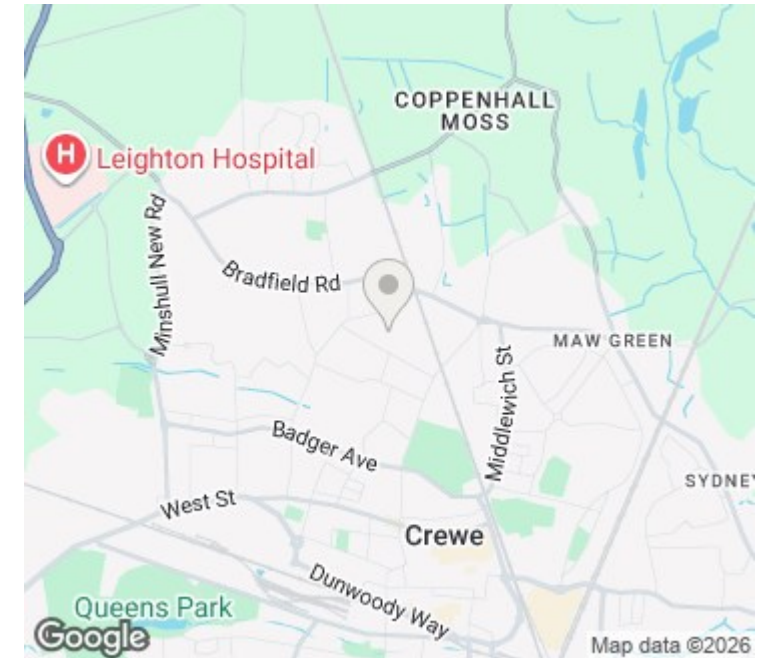 COPPENHALL
MOSS
H
Leighton Hospital
Minshull New Rd
Bradfield Rd
MAW GREEN
Middlewich St
Badger Ave
SYDNEY
West St
Crewe
Dunwoody Way
Queens Park
Google
Map data ©2026